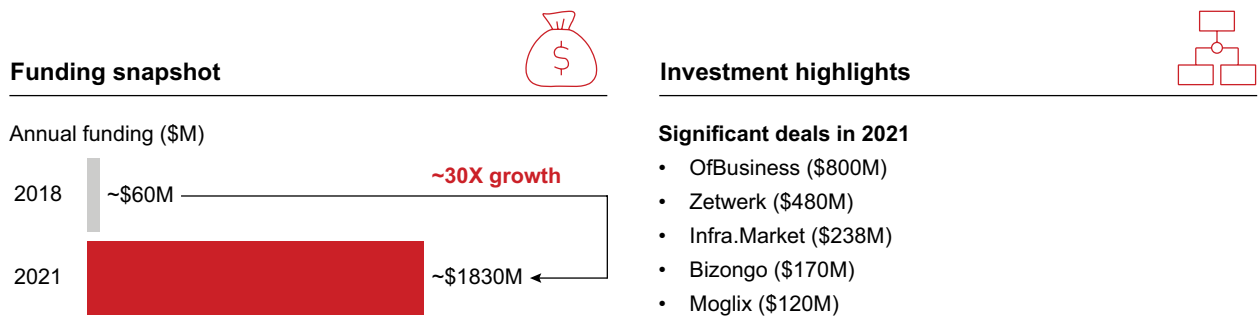 Funding snapshot
$
Annual funding ($M)
2018
~$60M
~30X growth
2021
~$1830M
Investment highlights
Significant deals in 2021
• OfBusiness ($800M)
• Zetwerk ($480M)
• Infra.Market ($238M)
• Bizongo ($170M)
• Moglix ($120M)